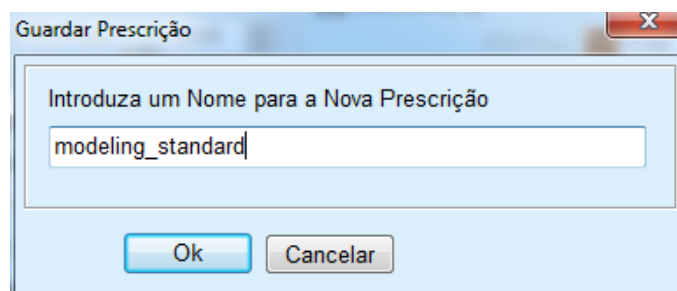 Guardar Prescrição
Introduza um Nome para a Nova Prescrição
modeling_standard
Ok
Cancelar